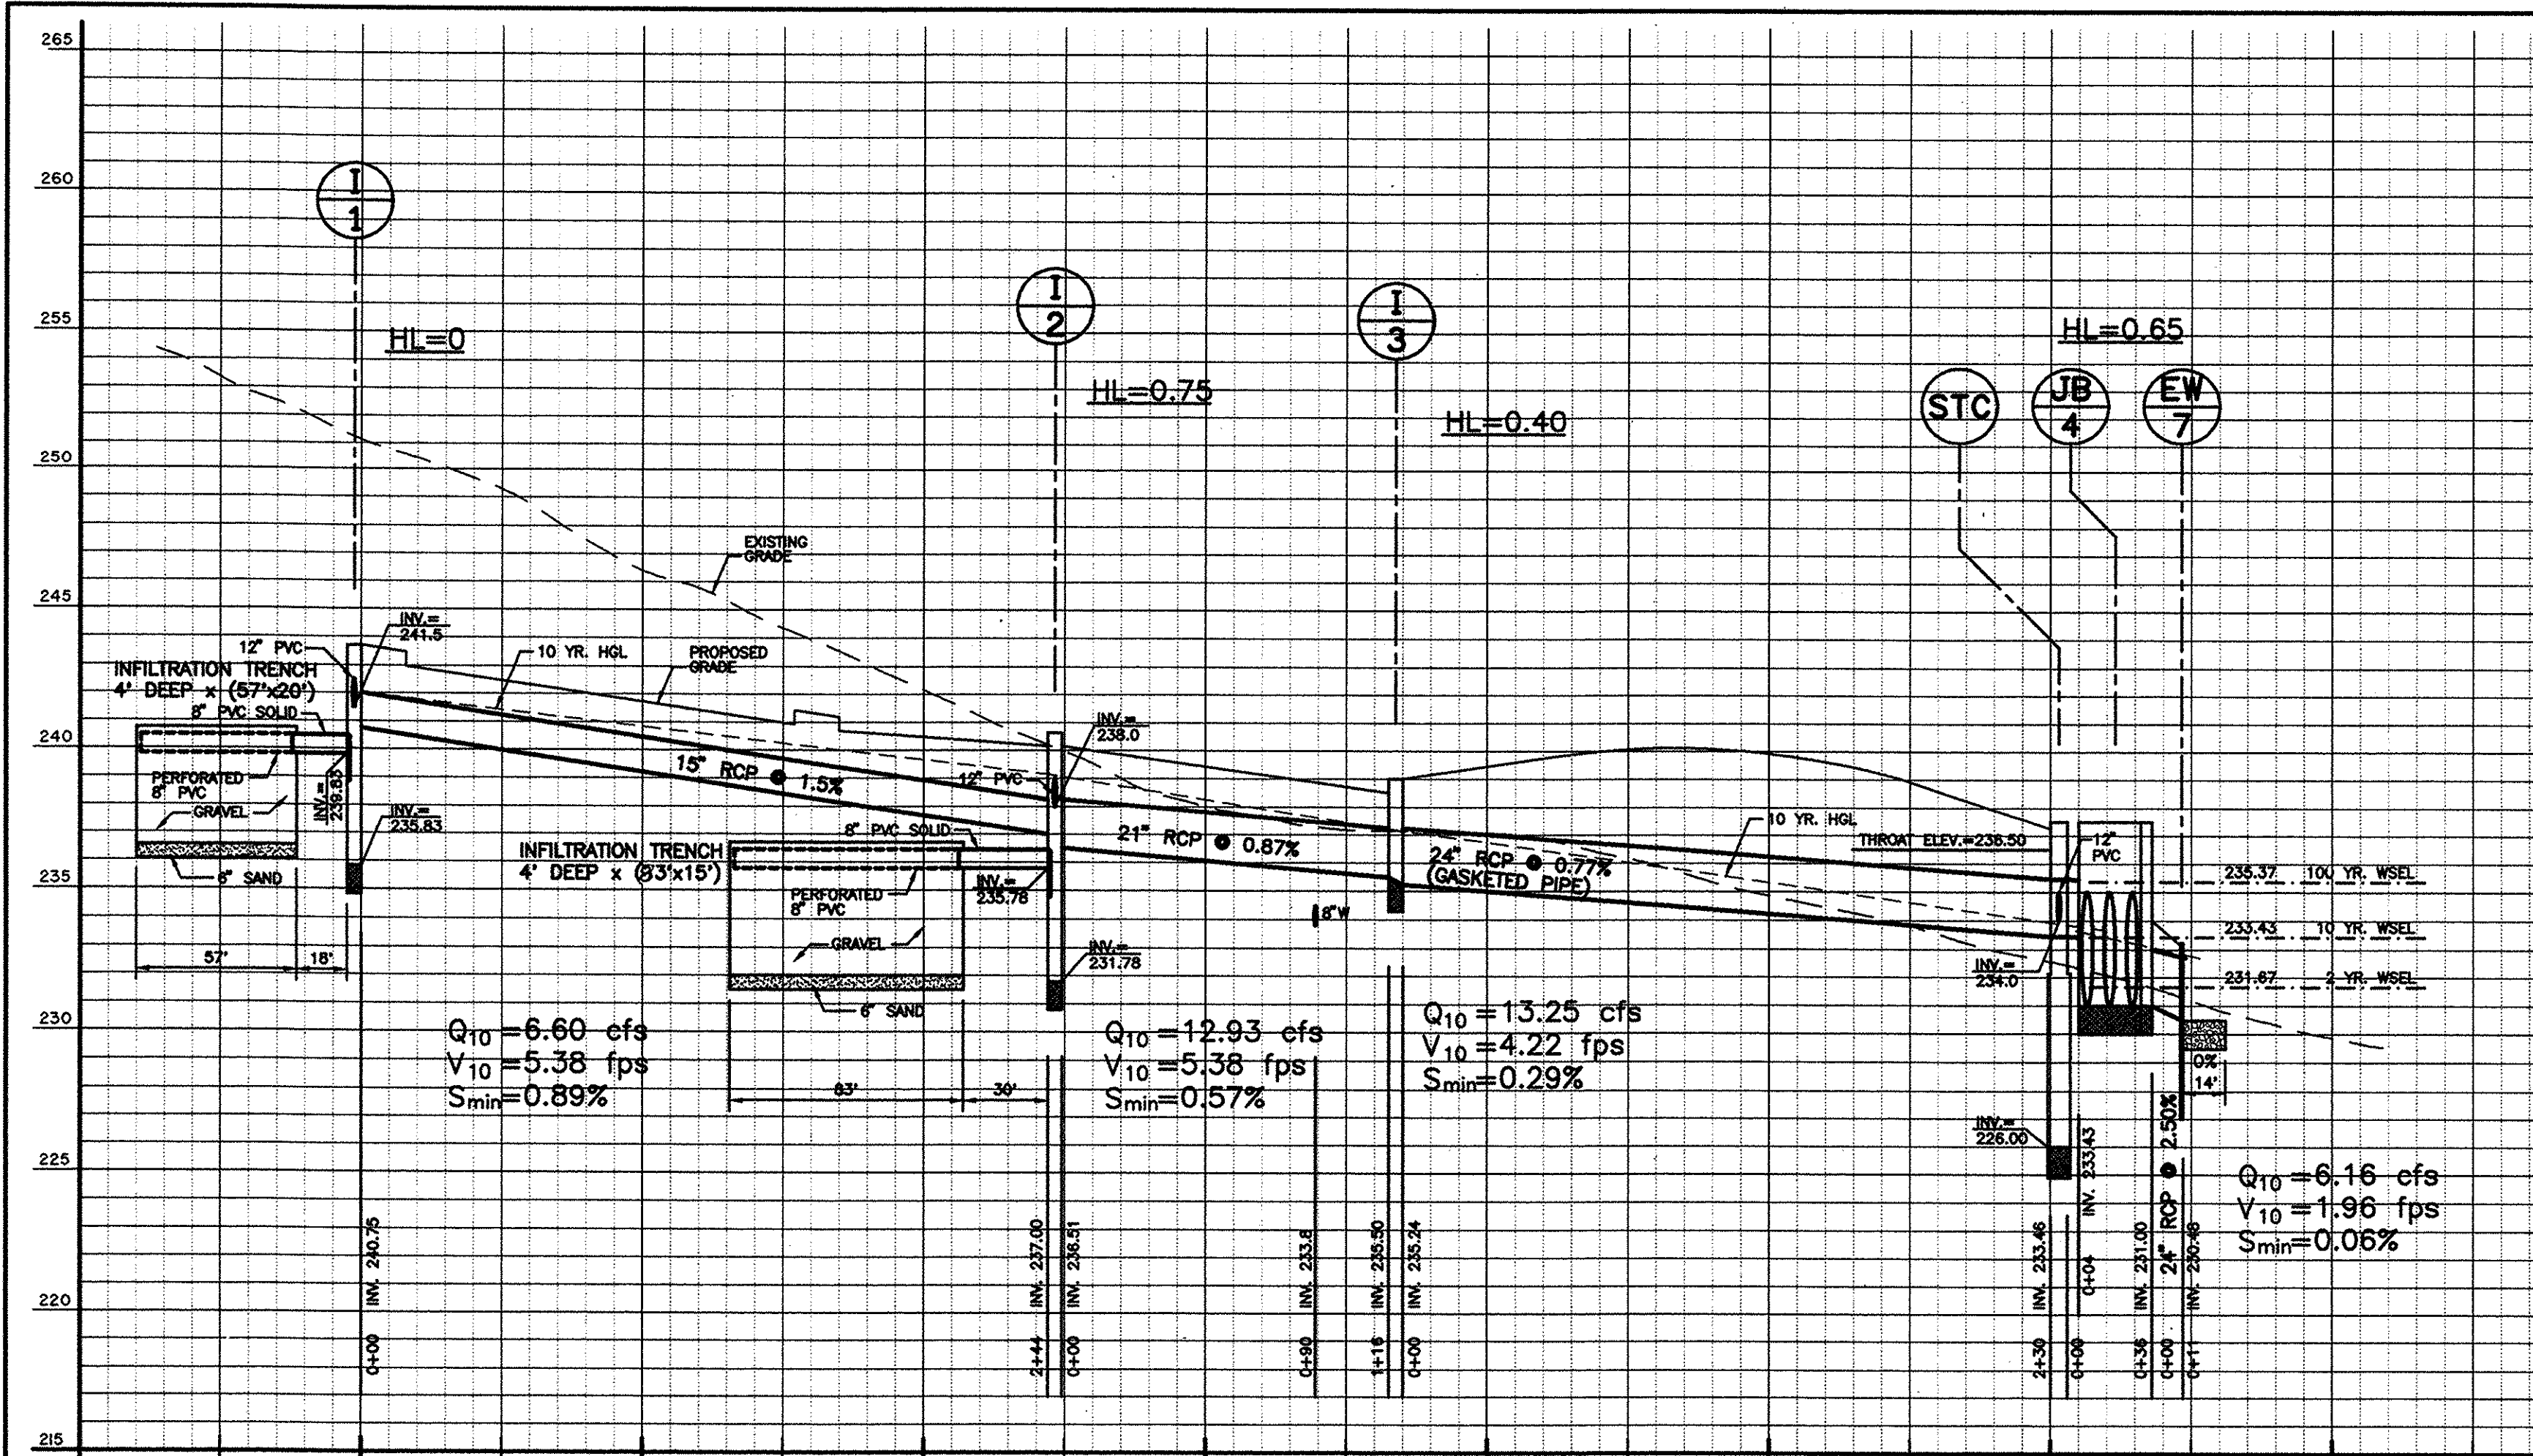 265
260
255
250
245
240
235
230
225
220
215
I
1
HL=0
I
2
HL=0.75
I
3
HL=0.40
HL=0.65
STC
JB
4
EW
7
EXISTING
GRADE
INV.=
241.5
12" PVC
10 YR. HGL
PROPOSED
GRADE
INFILTRATION TRENCH
4' DEEP x (57'x20')
8" PVC SOLID
PERFORATED
8" PVC
GRAVEL
INV.=
239.83
INV.=
235.83
6" SAND
57'
18'
15" RCP @ 1.5%
INV.=
238.0
12" PVC
8" PVC SOLID
INFILTRATION TRENCH
4' DEEP x (83'x15')
PERFORATED
8" PVC
INV.=
235.78
GRAVEL
INV.=
231.78
6" SAND
83'
30'
21" RCP @ 0.87%
8"W
24" RCP @ 0.77%
(GASKETED PIPE)
10 YR. HGL
THROAT ELEV.=236.50
12"
PVC
235.37 100 YR. WSEL
233.43 10 YR. WSEL
231.67 2 YR. WSEL
INV.=
234.0
INV.=
226.00
0%
14'
Q10=6.60 cfs
V10=5.38 fps
Smin=0.89%
Q10=12.93 cfs
V10=5.38 fps
Smin=0.57%
Q10=13.25 cfs
V10=4.22 fps
Smin=0.29%
Q10=6.16 cfs
V10=1.96 fps
Smin=0.06%
0+00 INV. 240.75
2+44 INV. 237.00
0+00 INV. 236.51
0+90 INV. 233.8
1+16 INV. 235.50
0+00 INV. 235.24
2+30 INV. 233.46
0+00
0+04 INV. 233.43
0+36 INV. 231.00
0+00 24" RCP @ 2.50%
0+11 INV. 230.48